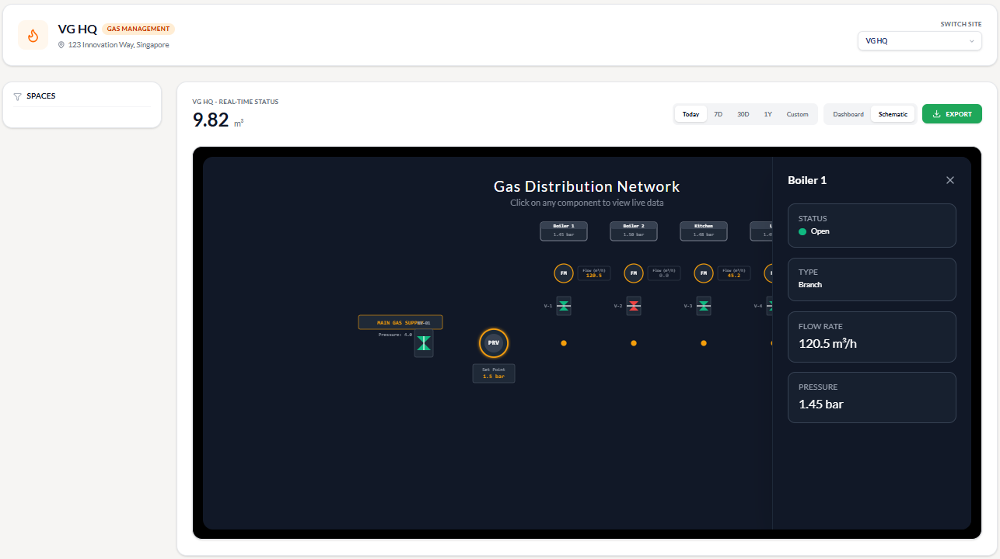 VG HQ GAS MANAGEMENT
123 Innovation Way, Singapore
SWITCH SITE
VG HQ
SPACES
VG HQ - REAL-TIME STATUS
9.82 m³
Today 7D 30D 1Y Custom
Dashboard Schematic
EXPORT
Gas Distribution Network
Click on any component to view live data
Boiler 1
1.45 bar
Boiler 2
1.50 bar
Kitchen
1.48 bar
L
1.4
FM
Flow (m³/h)
120.5
FM
Flow (m³/h)
0.0
FM
Flow (m³/h)
45.2
V-1
V-2
V-3
V-4
MAIN GAS
Pressure: 4.0
PRV
Set Point
1.5 bar
Boiler 1
STATUS
Open
TYPE
Branch
FLOW RATE
120.5 m³/h
PRESSURE
1.45 bar